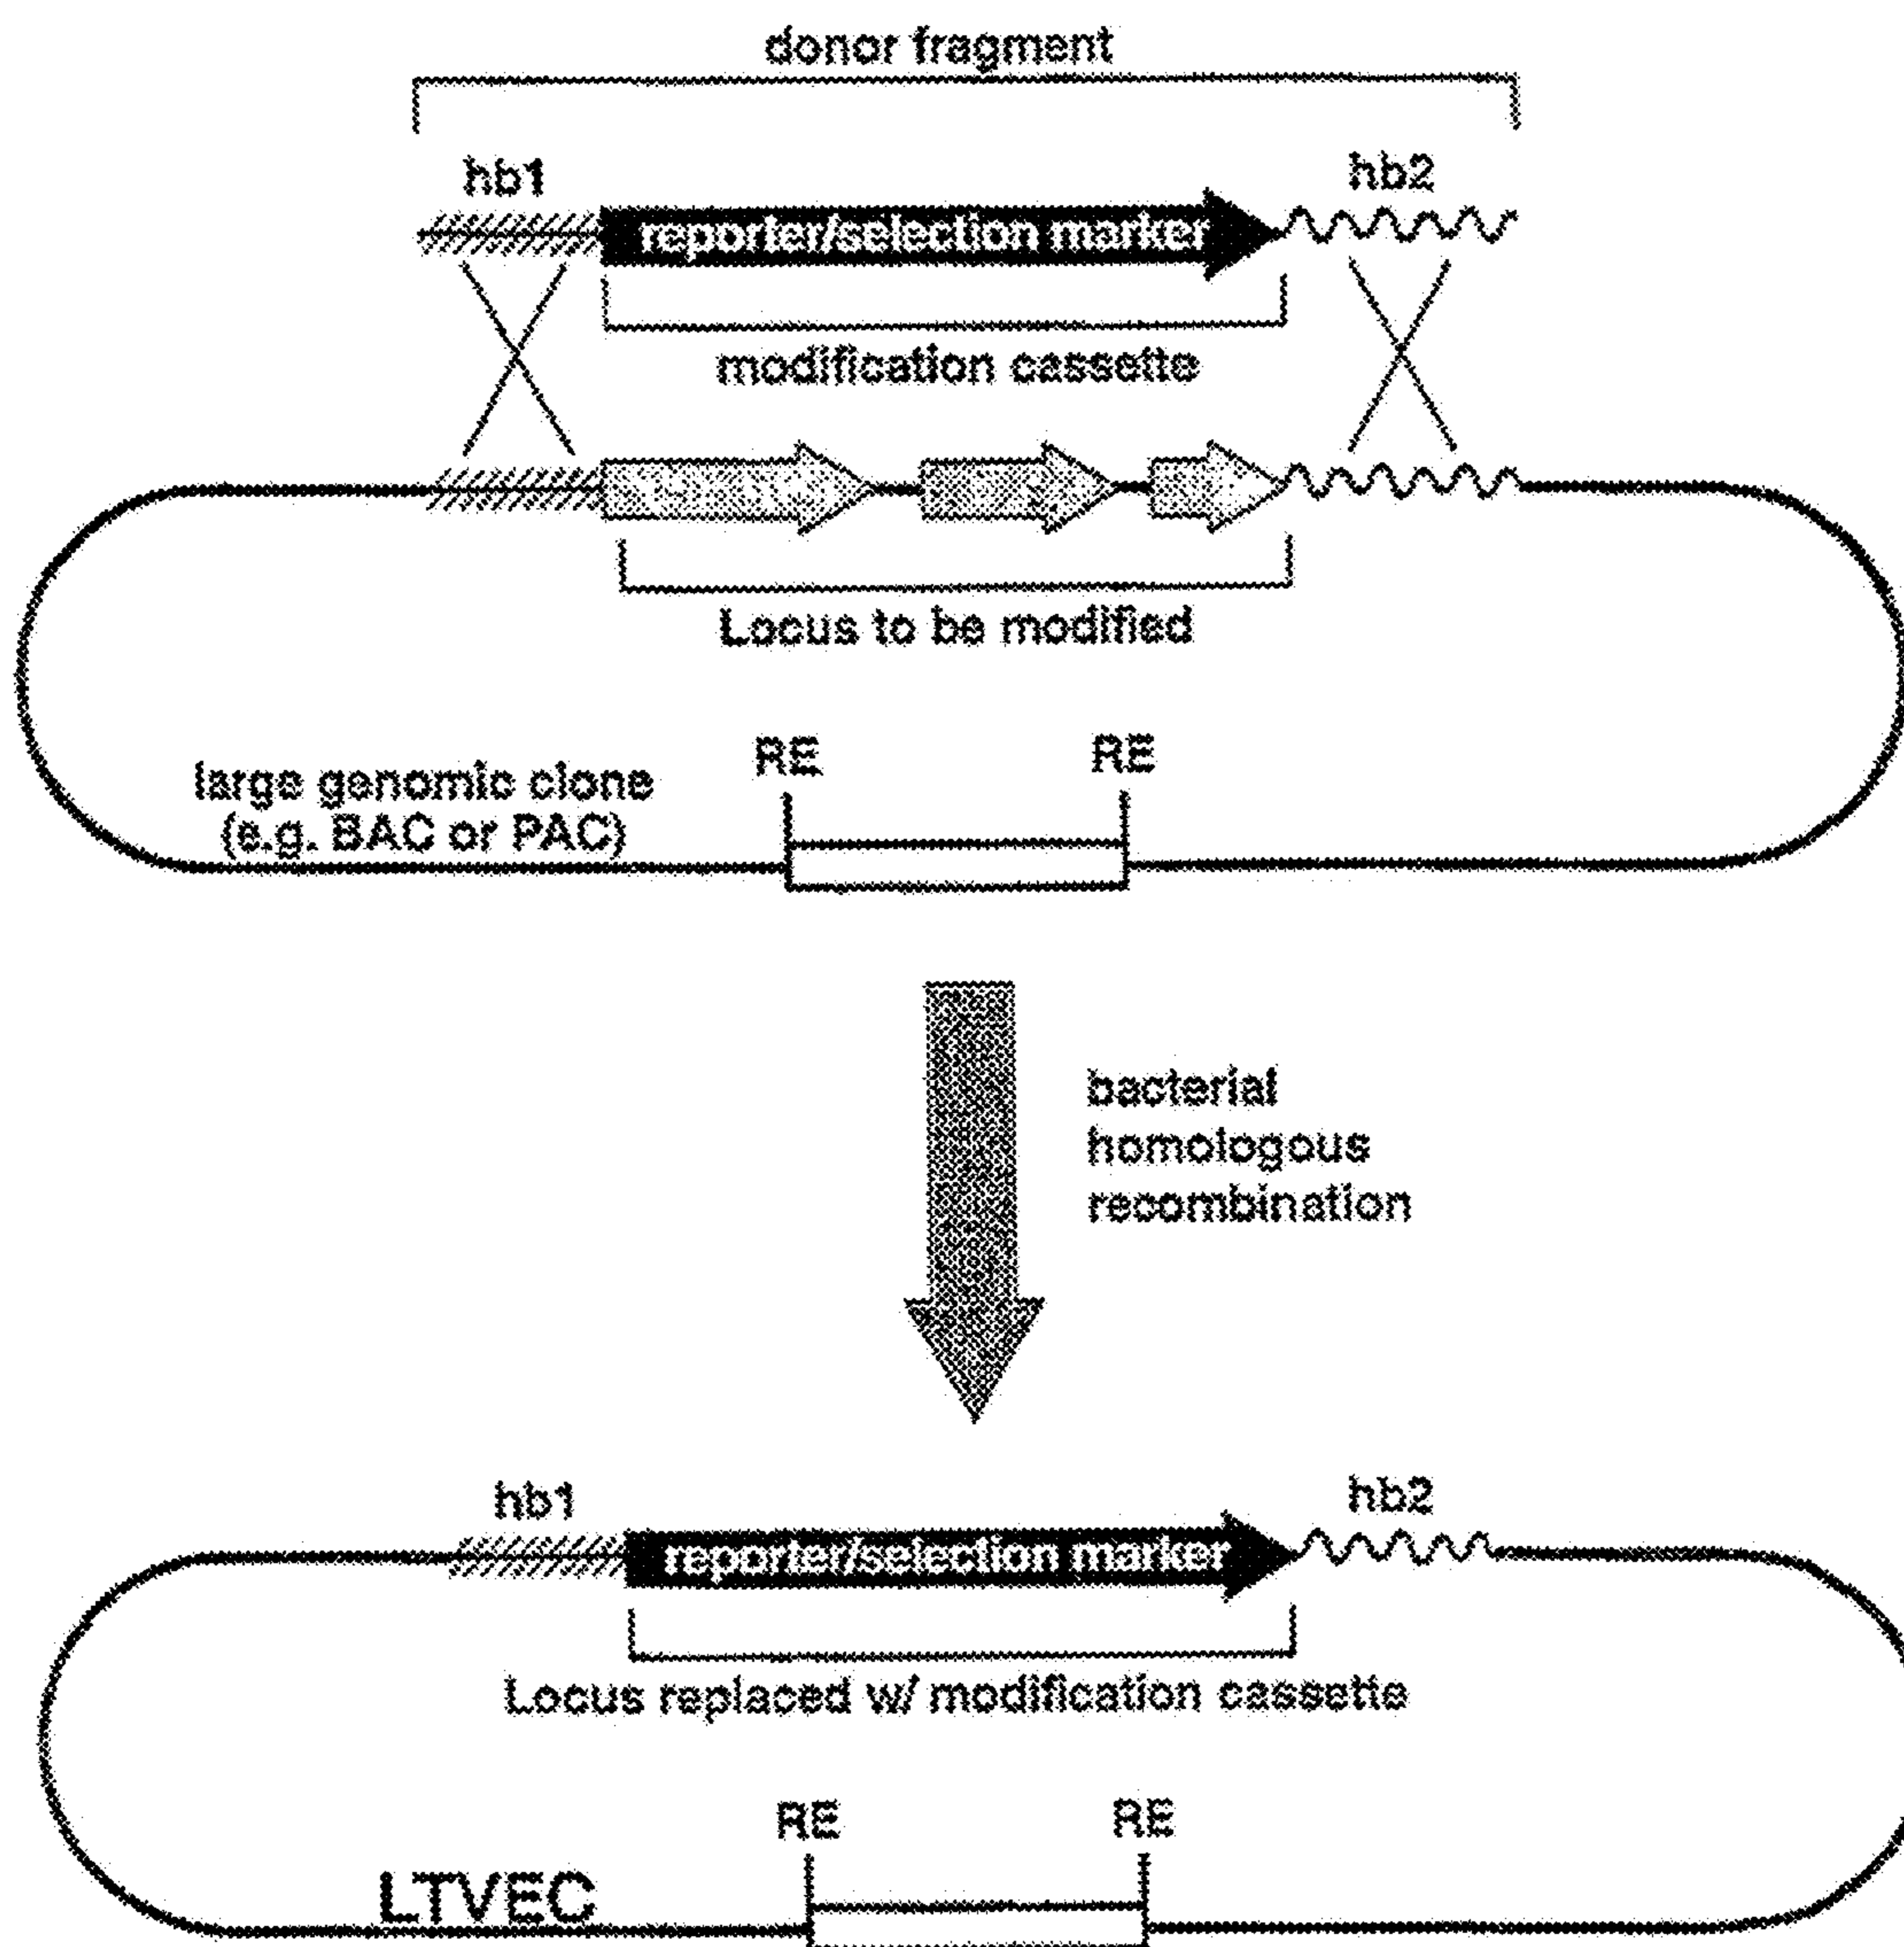 donor fragment
hb1
hb2
reporter/selection marker
modification cassette
Locus to be modified
RE
RE
large genomic clone
(e.g. BAC or PAC)
bacterial
homologous
recombination
hb1
hb2
reporter/selection marker
Locus replaced w/ modification cassette
RE
RE
LTVEC